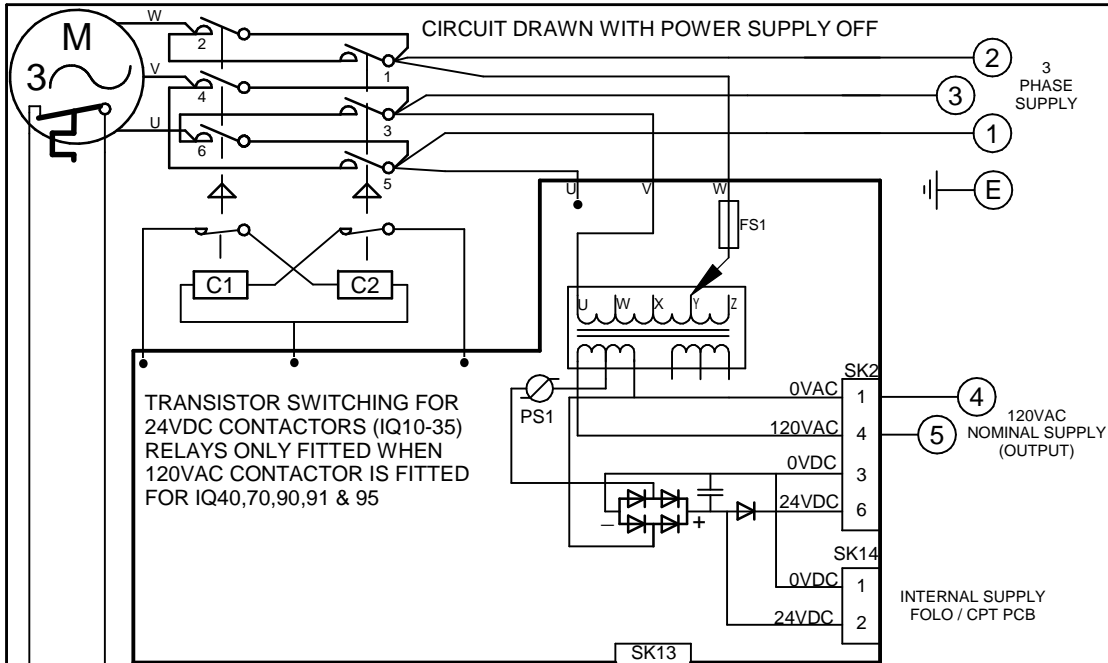 CIRCUIT DRAWN WITH POWER SUPPLY OFF
W
M
3
V
U
2
1
4
3
6
5
2
3
1
E
3
PHASE
SUPPLY
U
V
W
FS1
C1
C2
U
W
X
Y
Z
PS1
TRANSISTOR SWITCHING FOR
24VDC CONTACTORS (IQ10-35)
RELAYS ONLY FITTED WHEN
120VAC CONTACTOR IS FITTED
FOR IQ40,70,90,91 & 95
SK2
0VAC
1
4
120VAC
4
5
0VDC
3
24VDC
6
120VAC
NOMINAL SUPPLY
(OUTPUT)
–
+
SK14
0VDC
1
24VDC
2
INTERNAL SUPPLY
FOLO / CPT PCB
SK13